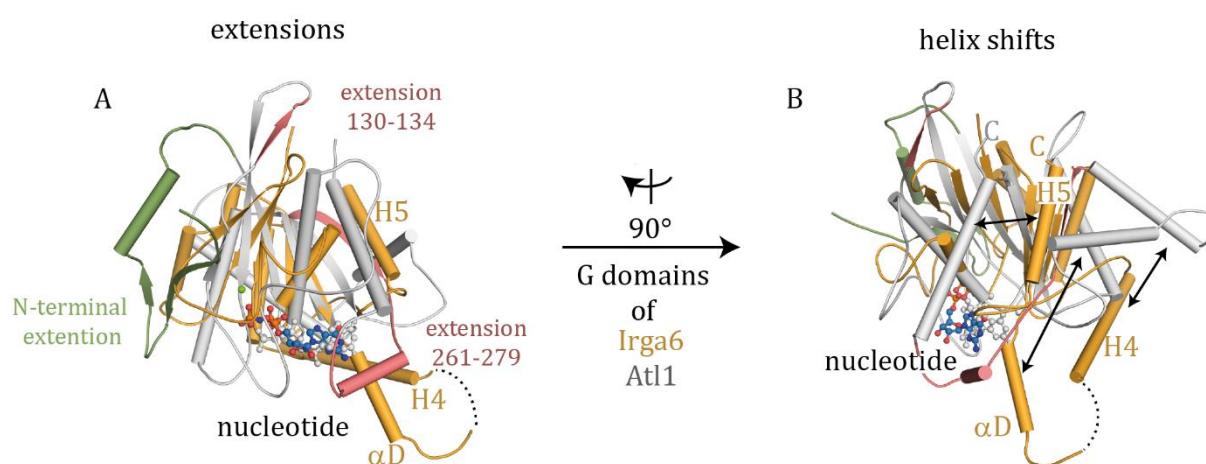 extensions
A
extension
130-134
H5
N-terminal
extention
extension
261-279
H4
nucleotide
αD
90°
G domains
of
Irga6
Atl1
helix shifts
B
C
C
H5
nucleotide
H4
αD